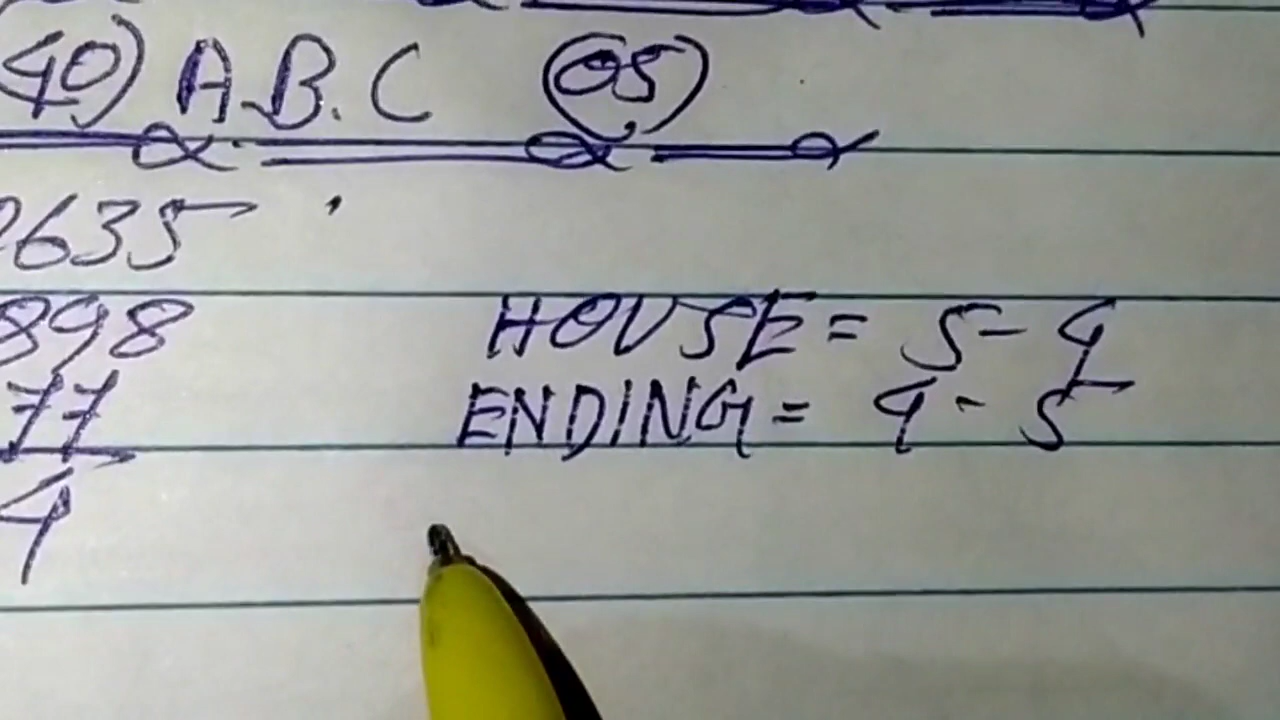 40) A.B.C (05)
2635
898
77
4
HOUSE = 5-4
ENDING = 4-5